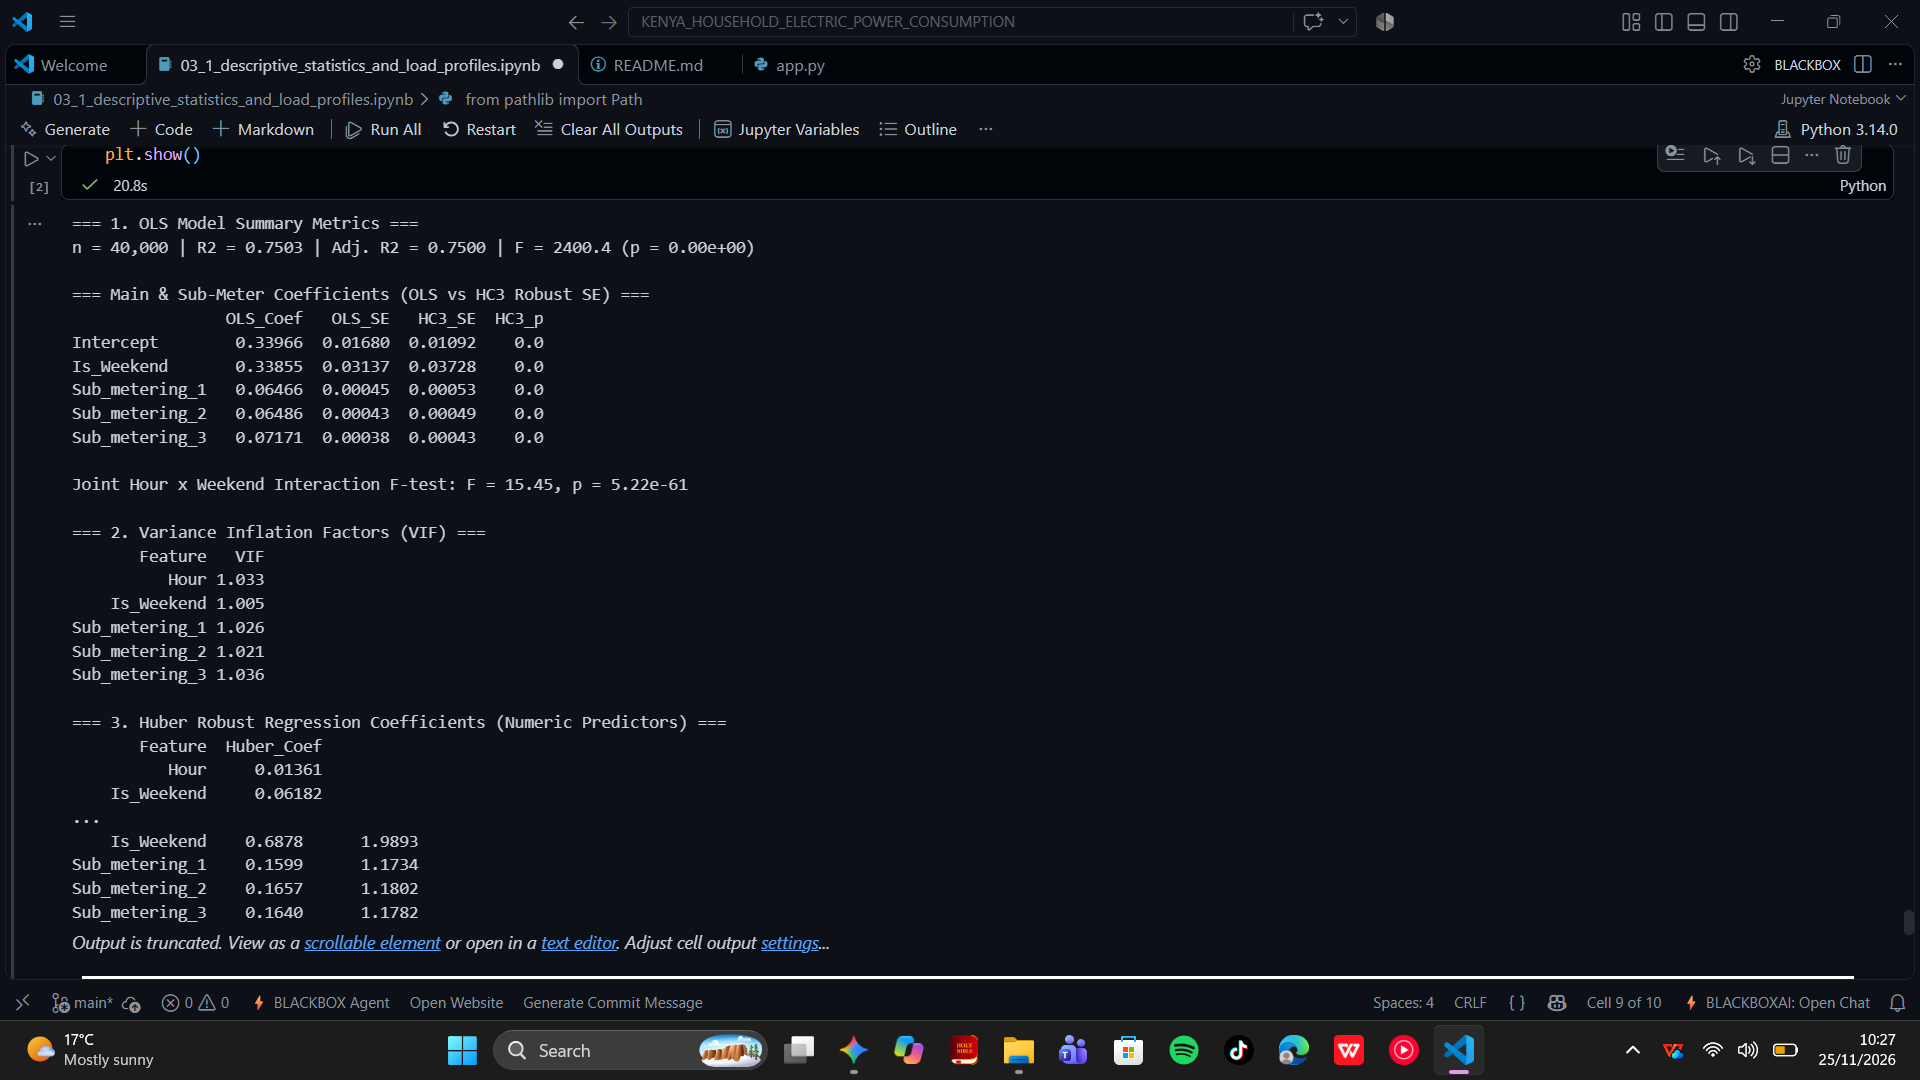 KENYA_HOUSEHOLD_ELECTRIC_POWER_CONSUMPTION
Welcome
03_1_descriptive_statistics_and_load_profiles.ipynb
README.md
app.py
BLACKBOX
03_1_descriptive_statistics_and_load_profiles.ipynb > from pathlib import Path
Jupyter Notebook
Generate + Code + Markdown | Run All Restart Clear All Outputs | Jupyter Variables Outline ...
Python 3.14.0
plt.show()
[2]
20.8s
Python
=== 1. OLS Model Summary Metrics ===
n = 40,000 | R2 = 0.7503 | Adj. R2 = 0.7500 | F = 2400.4 (p = 0.00e+00)
=== Main & Sub-Meter Coefficients (OLS vs HC3 Robust SE) ===
OLS_Coef OLS_SE HC3_SE HC3_p
Intercept 0.33966 0.01680 0.01092 0.0
Is_Weekend 0.33855 0.03137 0.03728 0.0
Sub_metering_1 0.06466 0.00045 0.00053 0.0
Sub_metering_2 0.06486 0.00043 0.00049 0.0
Sub_metering_3 0.07171 0.00038 0.00043 0.0
Joint Hour x Weekend Interaction F-test: F = 15.45, p = 5.22e-61
=== 2. Variance Inflation Factors (VIF) ===
Feature VIF
Hour 1.033
Is_Weekend 1.005
Sub_metering_1 1.026
Sub_metering_2 1.021
Sub_metering_3 1.036
=== 3. Huber Robust Regression Coefficients (Numeric Predictors) ===
Feature Huber_Coef
Hour 0.01361
Is_Weekend 0.06182
...
Is_Weekend 0.6878 1.9893
Sub_metering_1 0.1599 1.1734
Sub_metering_2 0.1657 1.1802
Sub_metering_3 0.1640 1.1782
Output is truncated. View as a scrollable element or open in a text editor. Adjust cell output settings...
main* 0 0 BLACKBOX Agent Open Website Generate Commit Message
Spaces: 4 CRLF { } Cell 9 of 10 BLACKBOXAI: Open Chat
17°C
Mostly sunny
Search
HOLY BIBLE
10:27
25/11/2026